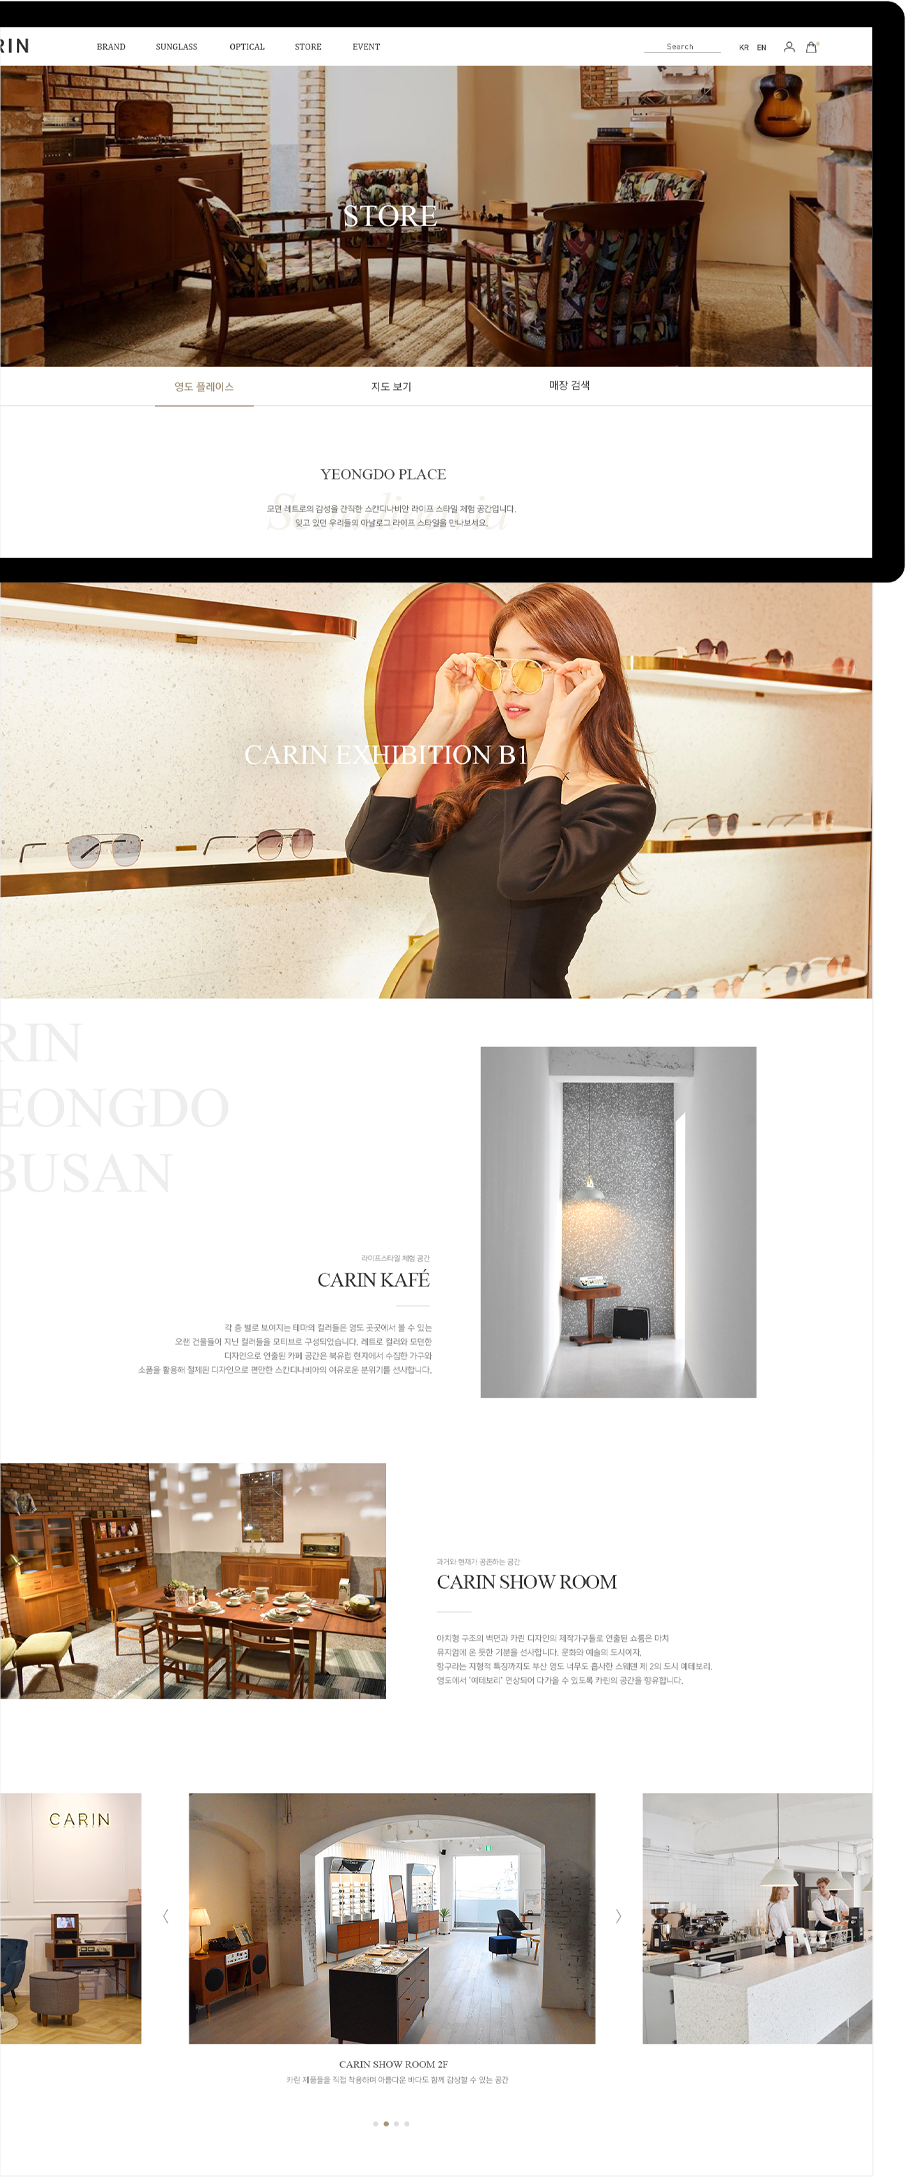 RIN
BRAND SUNGLASS OPTICAL STORE EVENT
Search KR EN
STORE
영도 플레이스 지도 보기 매장 검색
YEONGDO PLACE
모던 레트로의 감성을 간직한 스칸디나비안 라이프 스타일 체험 공간입니다.
잊고 있던 우리들의 아날로그 라이프 스타일을 만나보세요.
CARIN EXHIBITION B1
RIN
EONGDO
BUSAN
라이프스타일 체험 공간
CARIN KAFÉ
각 층 별로 보여지는 테마의 컬러들은 영도 곳곳에서 볼 수 있는
오랜 건물들이 지닌 컬러들을 모티브로 구성되었습니다. 레트로 컬러와 모던한
디자인으로 연출된 카페 공간은 북유럽 현지에서 수집한 가구와
소품을 활용해 절제된 디자인으로 편안한 스칸디나비아의 여유로운 분위기를 선사합니다.
과거와 현재가 공존하는 공간
CARIN SHOW ROOM
아치형 구조의 벽면과 카린 디자인의 제작가구들로 연출된 쇼룸은 마치
뮤지엄에 온 듯한 기분을 선사합니다. 문화와 예술의 도시이자,
항구라는 지형적 특징까지도 부산 영도 너무도 흡사한 스웨덴 제 2의 도시 예테보리.
영도에서 '예테보리' 연상되어 다가올 수 있도록 카린의 공간을 향유합니다.
CARIN
CARIN SHOW ROOM 2F
카린 제품들을 직접 착용하며 아름다운 바다도 함께 감상할 수 있는 공간